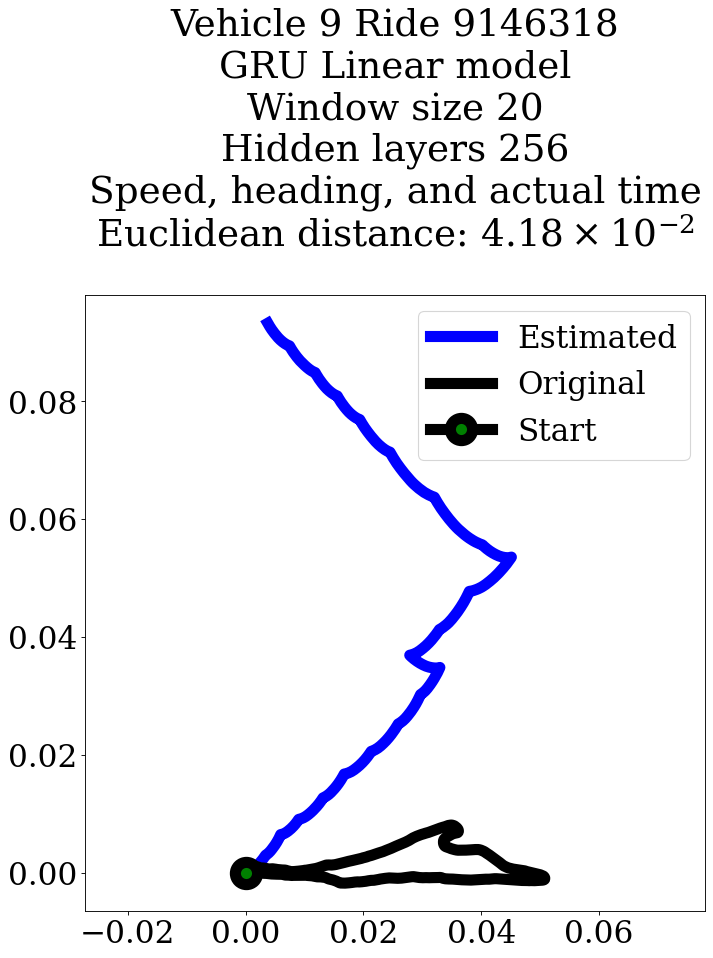 Vehicle 9 Ride 9146318
GRU Linear model
Window size 20
Hidden layers 256
Speed, heading, and actual time
Euclidean distance: 4.18 × 10⁻²
Estimated
Original
Start
0.08
0.06
0.04
0.02
0.00
−0.02 0.00 0.02 0.04 0.06